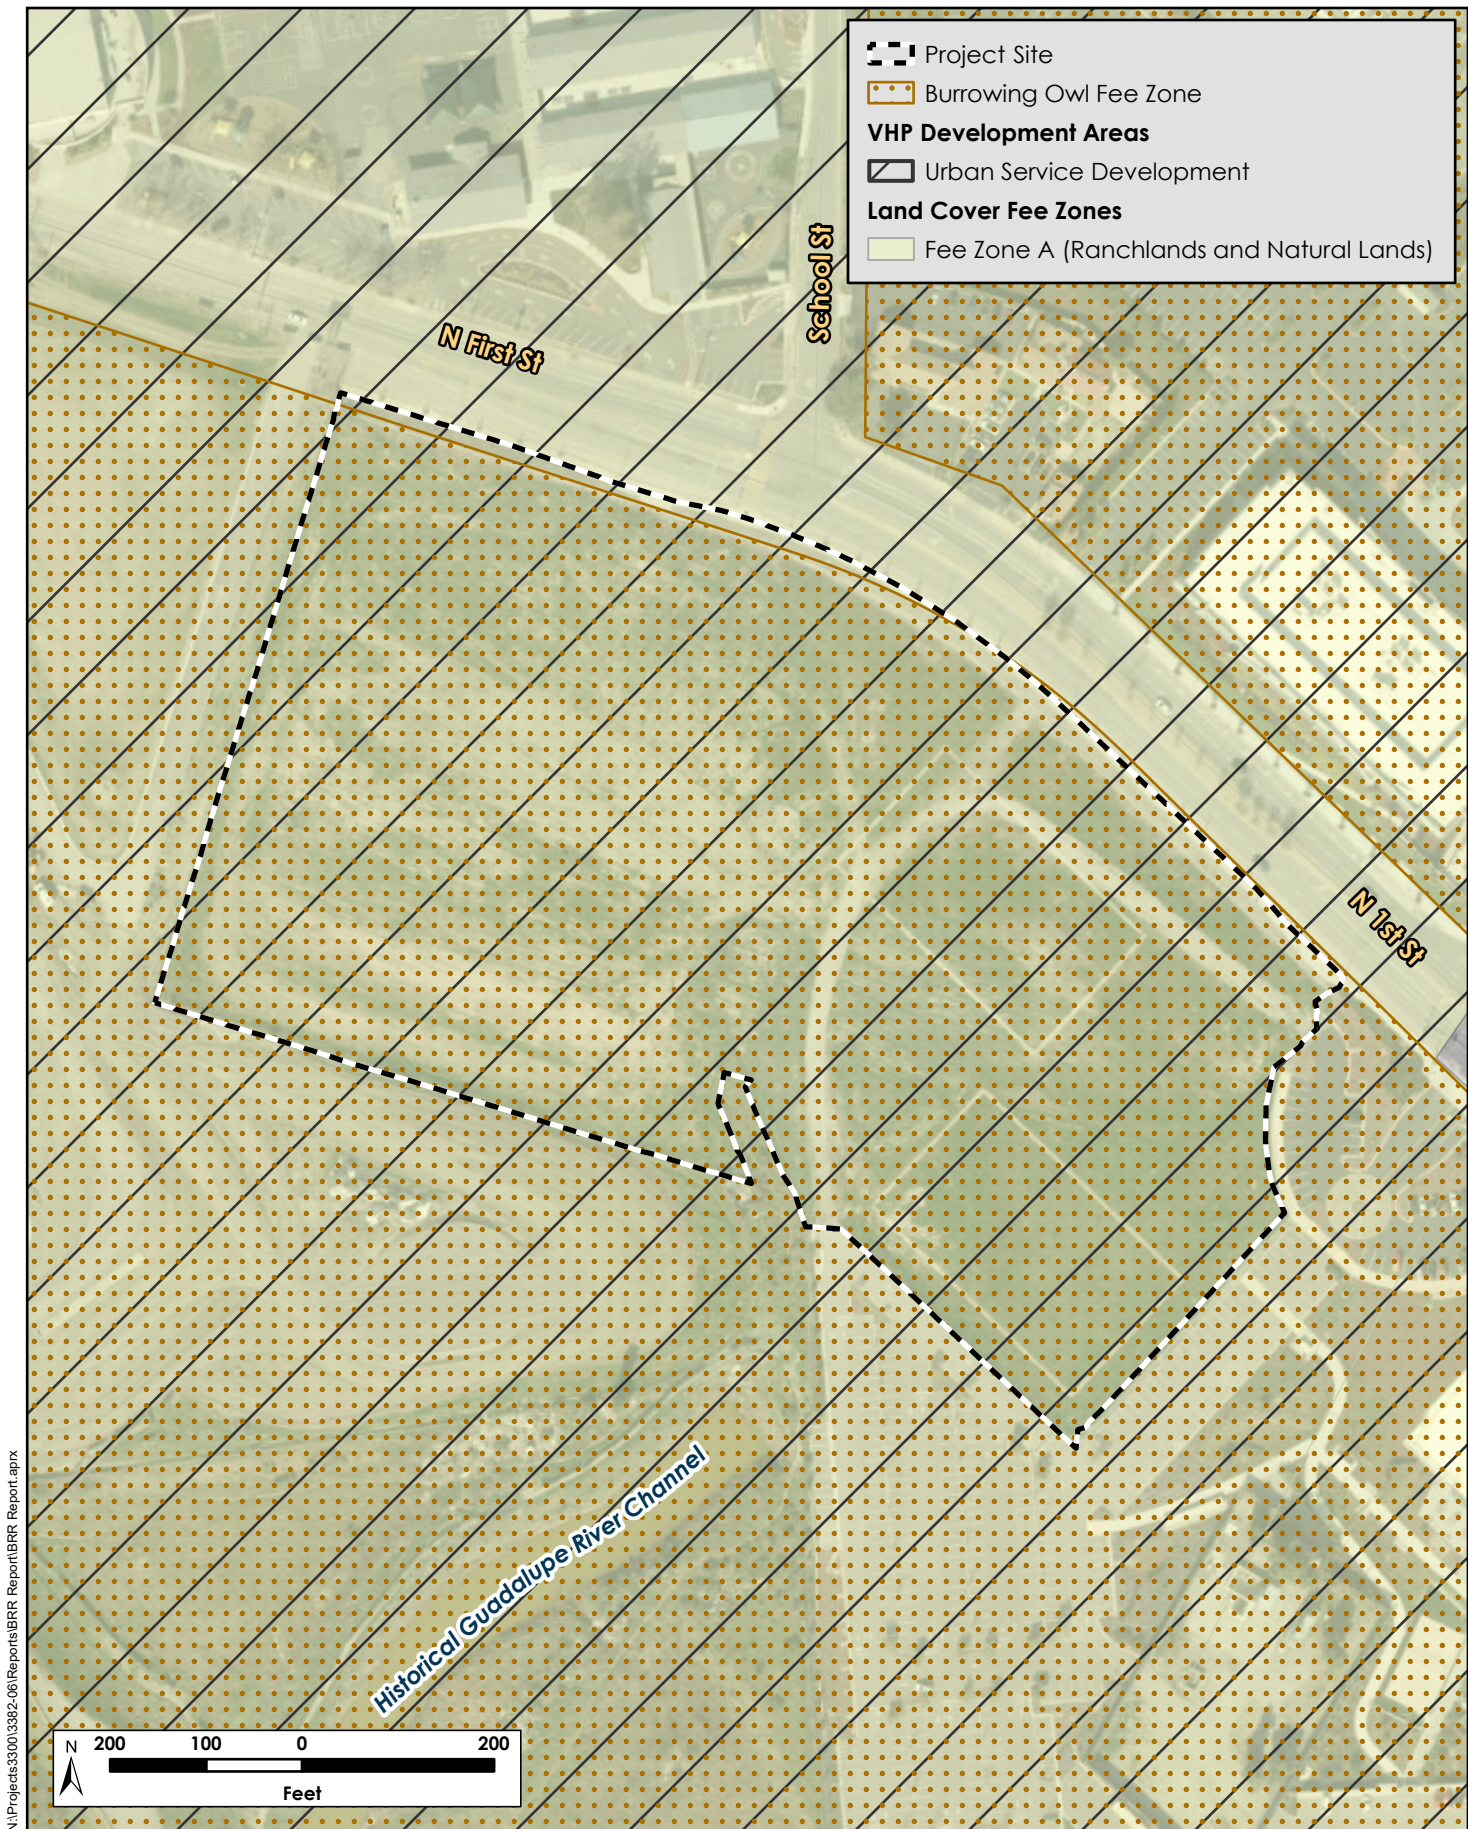 Project Site
Burrowing Owl Fee Zone
VHP Development Areas
Urban Service Development
Land Cover Fee Zones
Fee Zone A (Ranchlands and Natural Lands)
School St
N First St
N 1st St
Historical Guadalupe River Channel
N
200 100 0 200
Feet
N:\Projects3300\3382-06\Reports\BRR Report\BRR Report.aprx